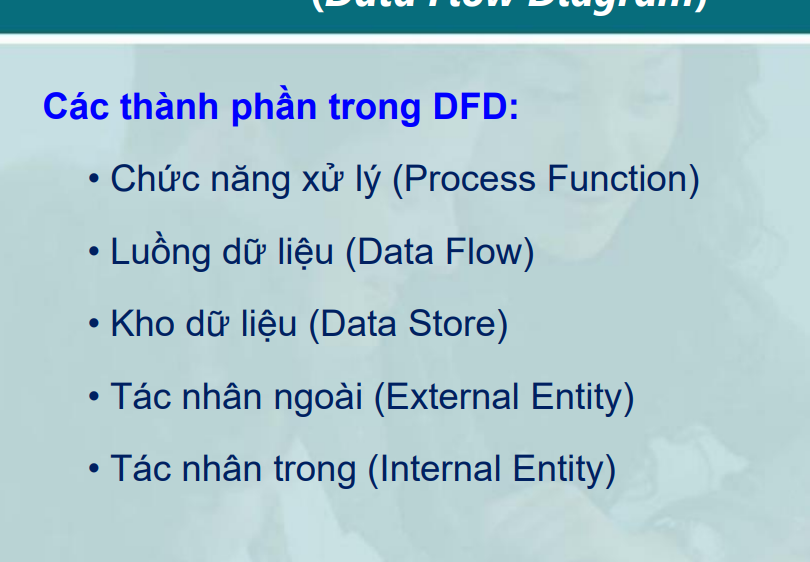 (Data Flow Diagram)
Các thành phần trong DFD:
• Chức năng xử lý (Process Function)
• Luồng dữ liệu (Data Flow)
• Kho dữ liệu (Data Store)
• Tác nhân ngoài (External Entity)
• Tác nhân trong (Internal Entity)